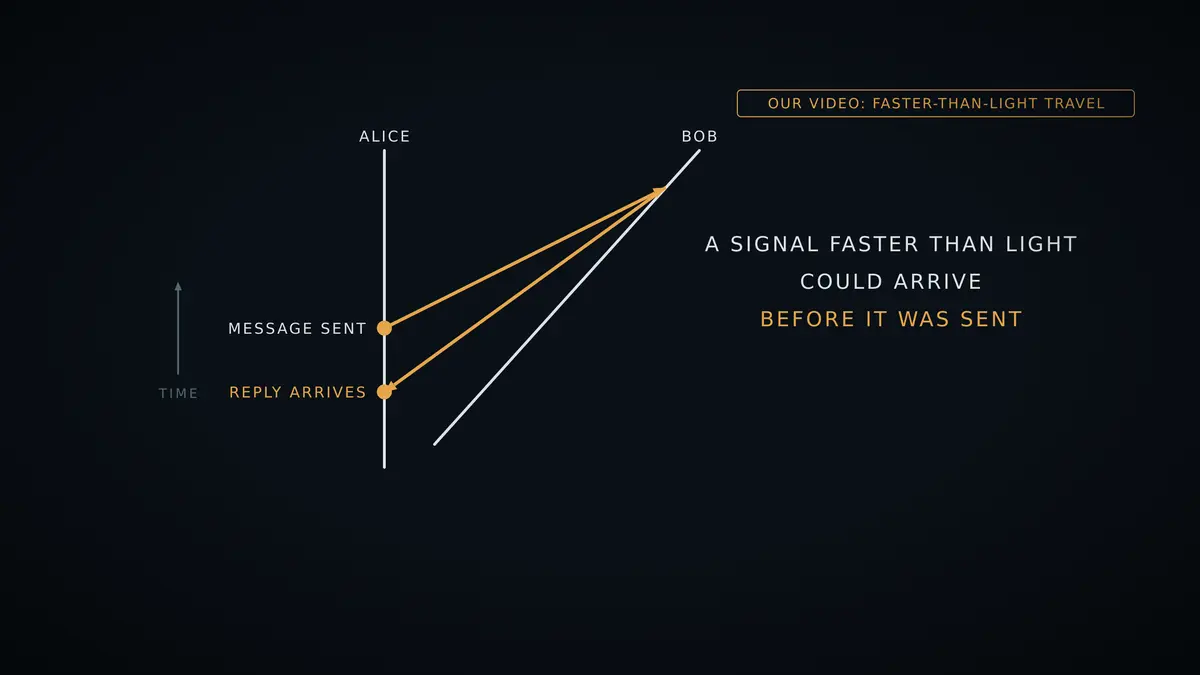 OUR VIDEO: FASTER-THAN-LIGHT TRAVEL
ALICE
BOB
A SIGNAL FASTER THAN LIGHT
COULD ARRIVE
BEFORE IT WAS SENT
MESSAGE SENT
REPLY ARRIVES
TIME